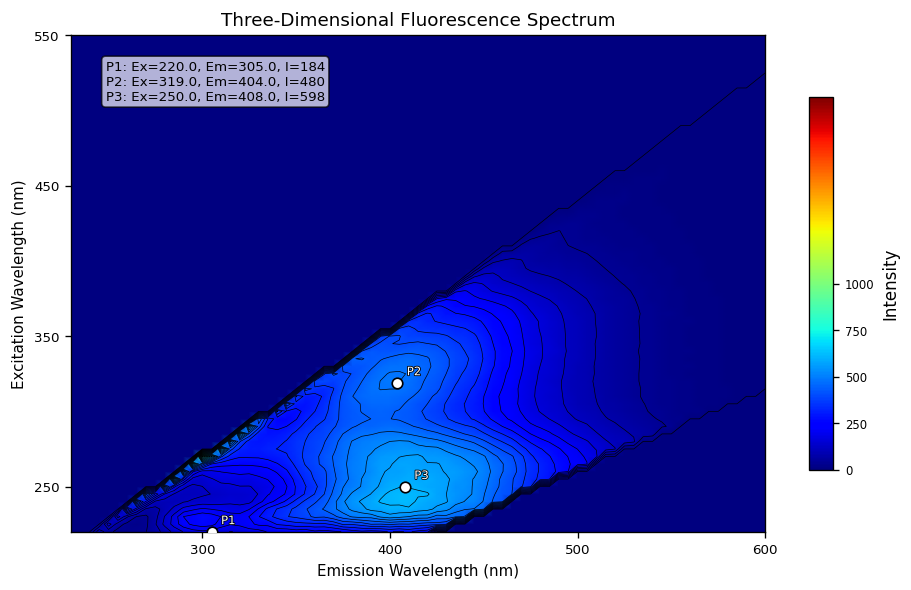 Three-Dimensional Fluorescence Spectrum
550
450
350
250
Excitation Wavelength (nm)
P1: Ex=220.0, Em=305.0, I=184
P2: Ex=319.0, Em=404.0, I=480
P3: Ex=250.0, Em=408.0, I=598
P2
P3
P1
300
400
500
600
Emission Wavelength (nm)
1000
750
500
250
0
Intensity